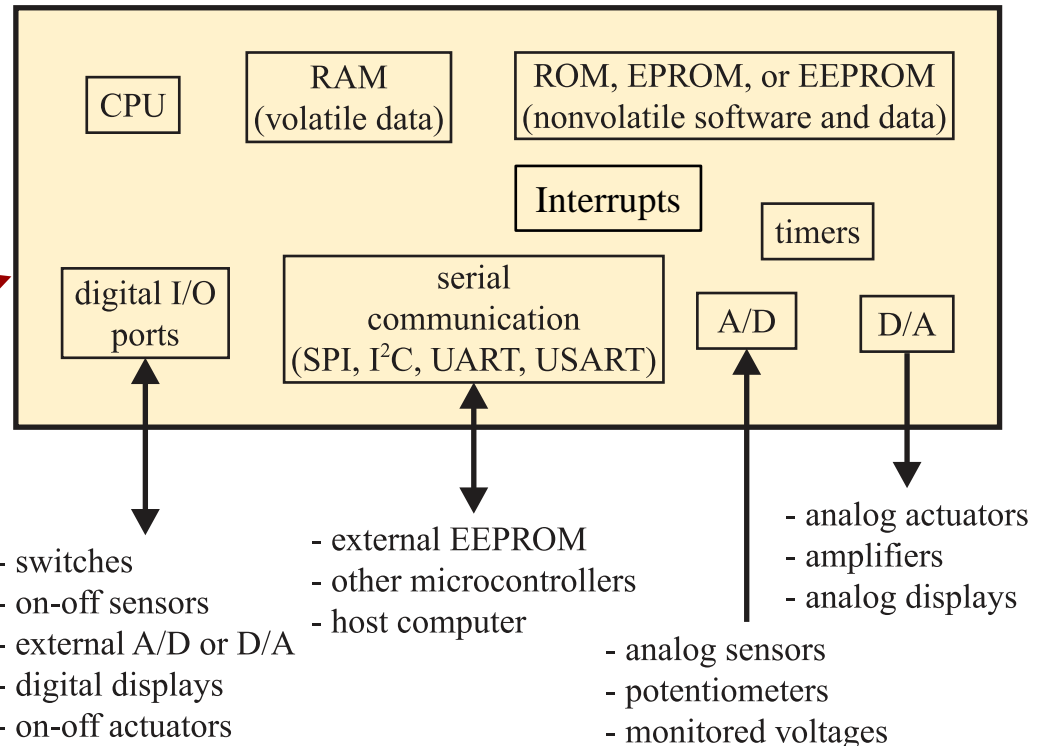 CPU
RAM
(volatile data)
ROM, EPROM, or EEPROM
(nonvolatile software and data)
Interrupts
timers
digital I/O
ports
serial
communication
(SPI, I²C, UART, USART)
A/D
D/A
- switches
- on-off sensors
- external A/D or D/A
- digital displays
- on-off actuators
- external EEPROM
- other microcontrollers
- host computer
- analog sensors
- potentiometers
- monitored voltages
- analog actuators
- amplifiers
- analog displays